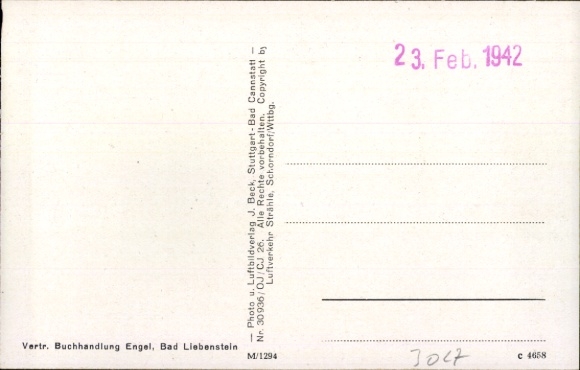 23. Feb. 1942
— Photo u. Luftbildverlag J. Beck, Stuttgart-Bad Cannstatt —
Nr. 30936/OJ/CJ 26. Alle Rechte vorbehalten. Copyright by
Luftverkehr Strähle, Schorndorf/Wttbg.
Vertr. Buchhandlung Engel, Bad Liebenstein
M/1294
c 4658